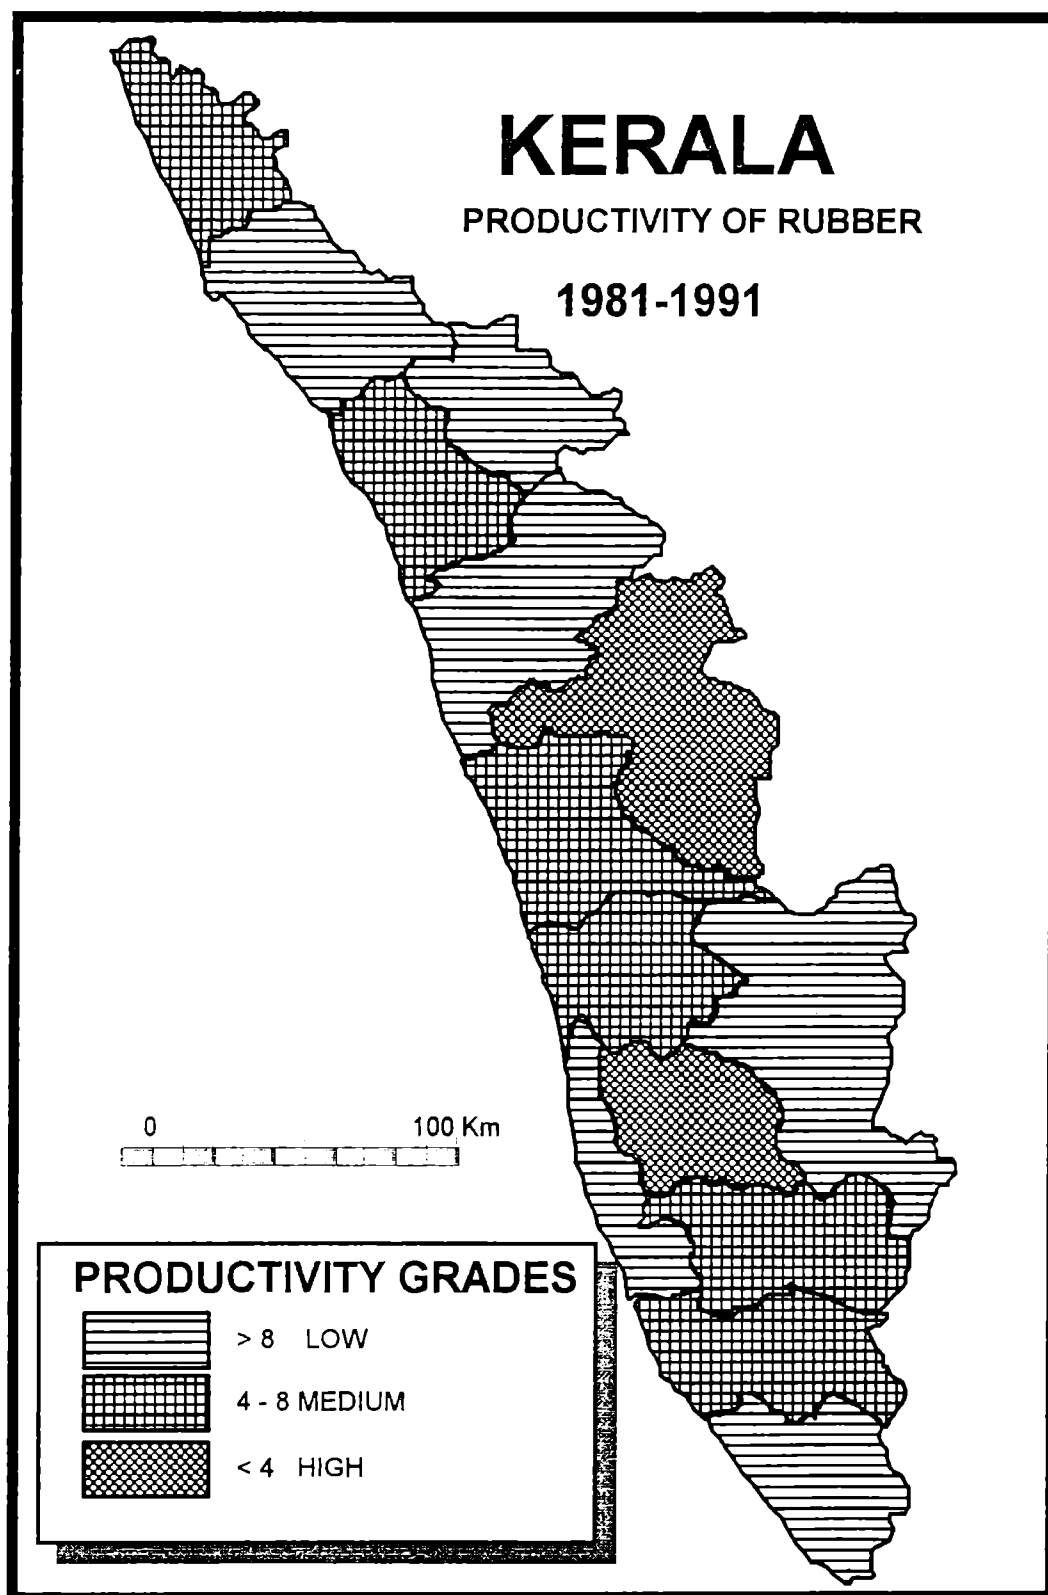 KERALA
PRODUCTIVITY OF RUBBER
1981-1991
0 100 Km
PRODUCTIVITY GRADES
> 8 LOW
4 - 8 MEDIUM
< 4 HIGH